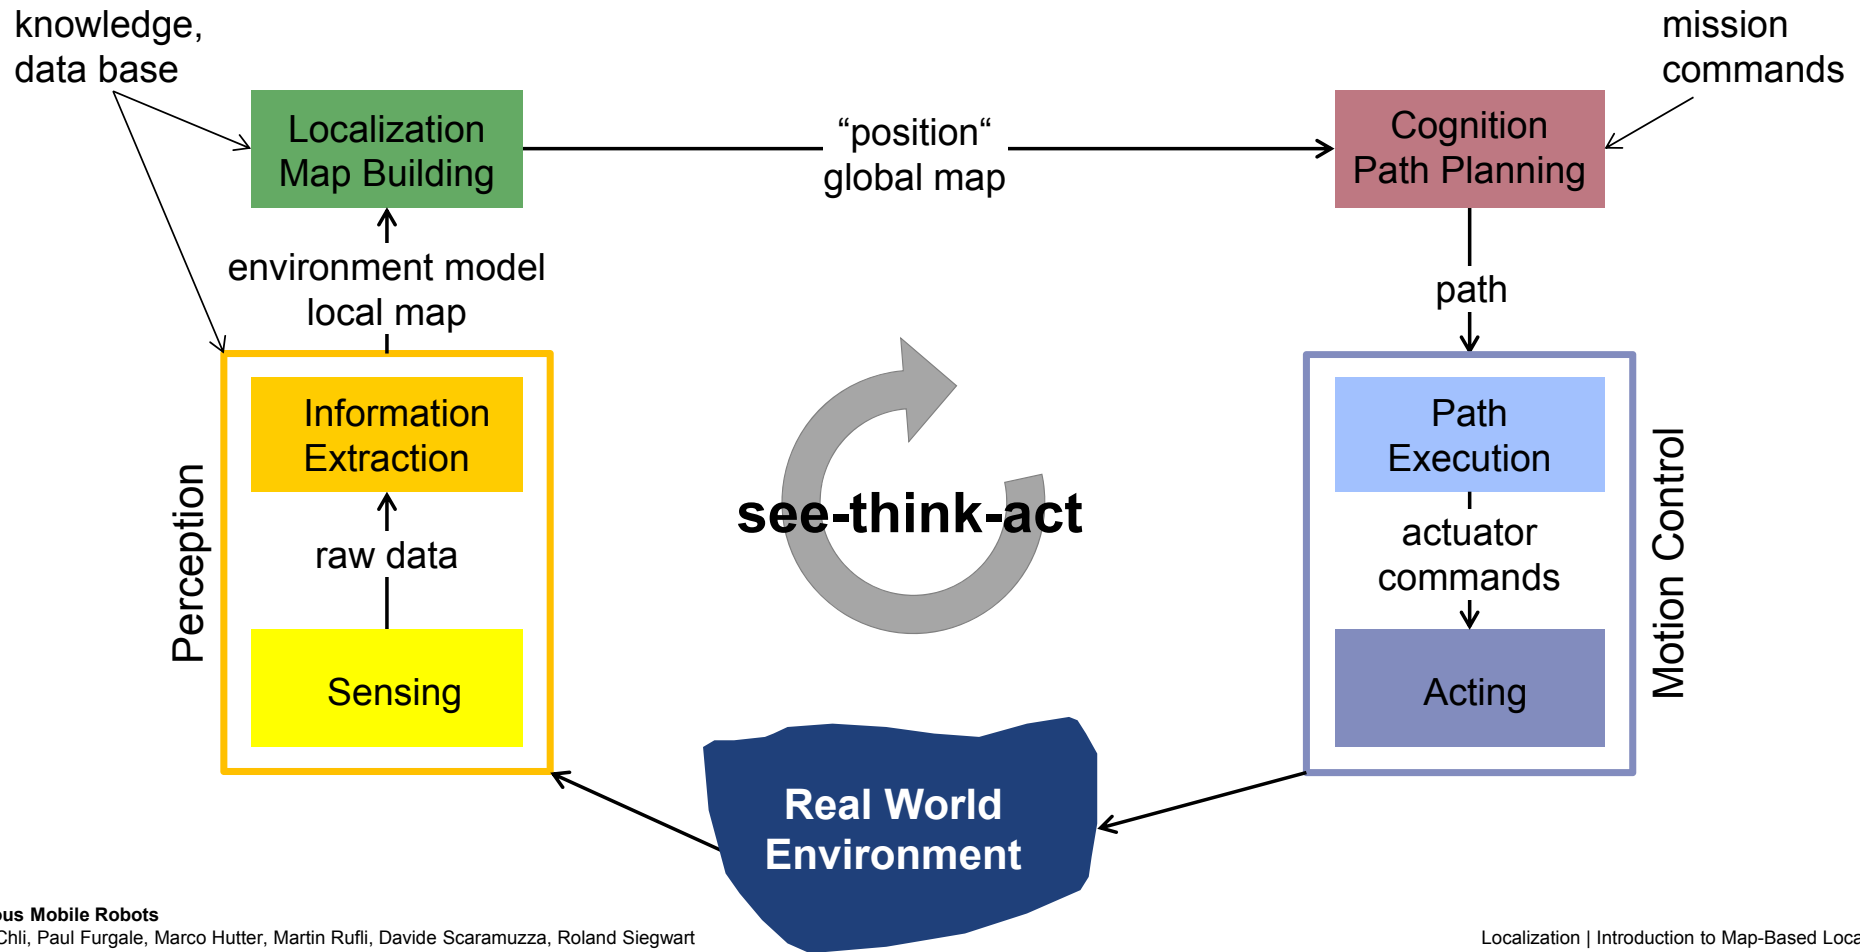 knowledge,
data base
mission
commands
Localization
Map Building
“position“
global map
Cognition
Path Planning
environment model
local map
path
Perception
Information
Extraction
raw data
Sensing
see-think-act
Path
Execution
actuator
commands
Acting
Motion Control
Real World
Environment
Mobile Robots
Chli, Paul Furgale, Marco Hutter, Martin Rufli, Davide Scaramuzza, Roland Siegwart
Localization | Introduction to Map-Based